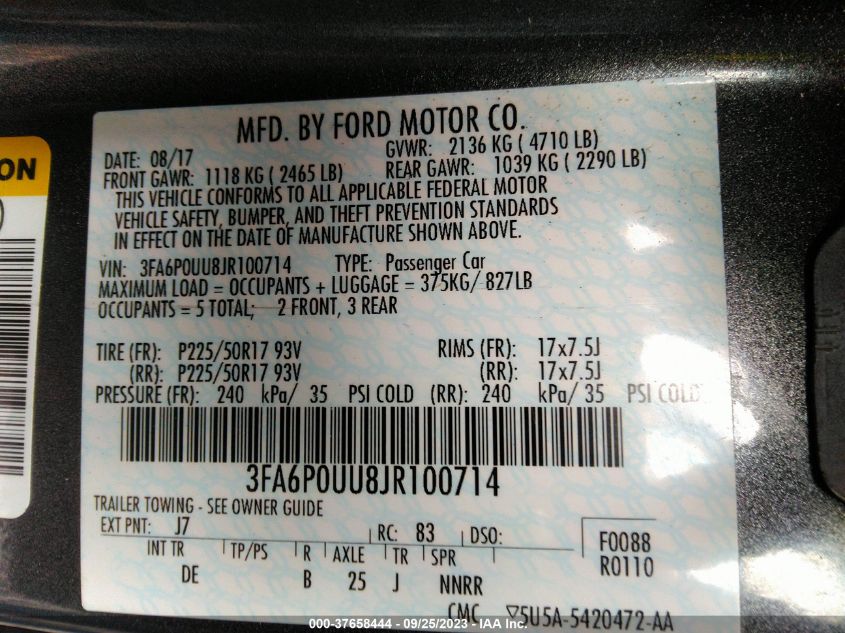 ON
MFD. BY FORD MOTOR CO.
DATE: 08/17 GVWR: 2136 KG ( 4710 LB)
FRONT GAWR: 1118 KG ( 2465 LB) REAR GAWR: 1039 KG ( 2290 LB)
THIS VEHICLE CONFORMS TO ALL APPLICABLE FEDERAL MOTOR
VEHICLE SAFETY, BUMPER, AND THEFT PREVENTION STANDARDS
IN EFFECT ON THE DATE OF MANUFACTURE SHOWN ABOVE.
VIN: 3FA6P0UU8JR100714 TYPE: Passenger Car
MAXIMUM LOAD = OCCUPANTS + LUGGAGE = 375KG/ 827LB
OCCUPANTS = 5 TOTAL; 2 FRONT, 3 REAR
TIRE (FR): P225/50R17 93V RIMS (FR): 17x7.5J
(RR): P225/50R17 93V (RR): 17x7.5J
PRESSURE (FR): 240 kPa/ 35 PSI COLD (RR): 240 kPa/ 35 PSI COLD
3FA6P0UU8JR100714
TRAILER TOWING - SEE OWNER GUIDE
EXT PNT: J7 RC: 83 DSO: F0088
INT TR TP/PS R AXLE TR SPR R0110
DE B 25 J NNRR
CMC 5U5A-5420472-AA
000-37658444 - 09/25/2023 - IAA Inc.